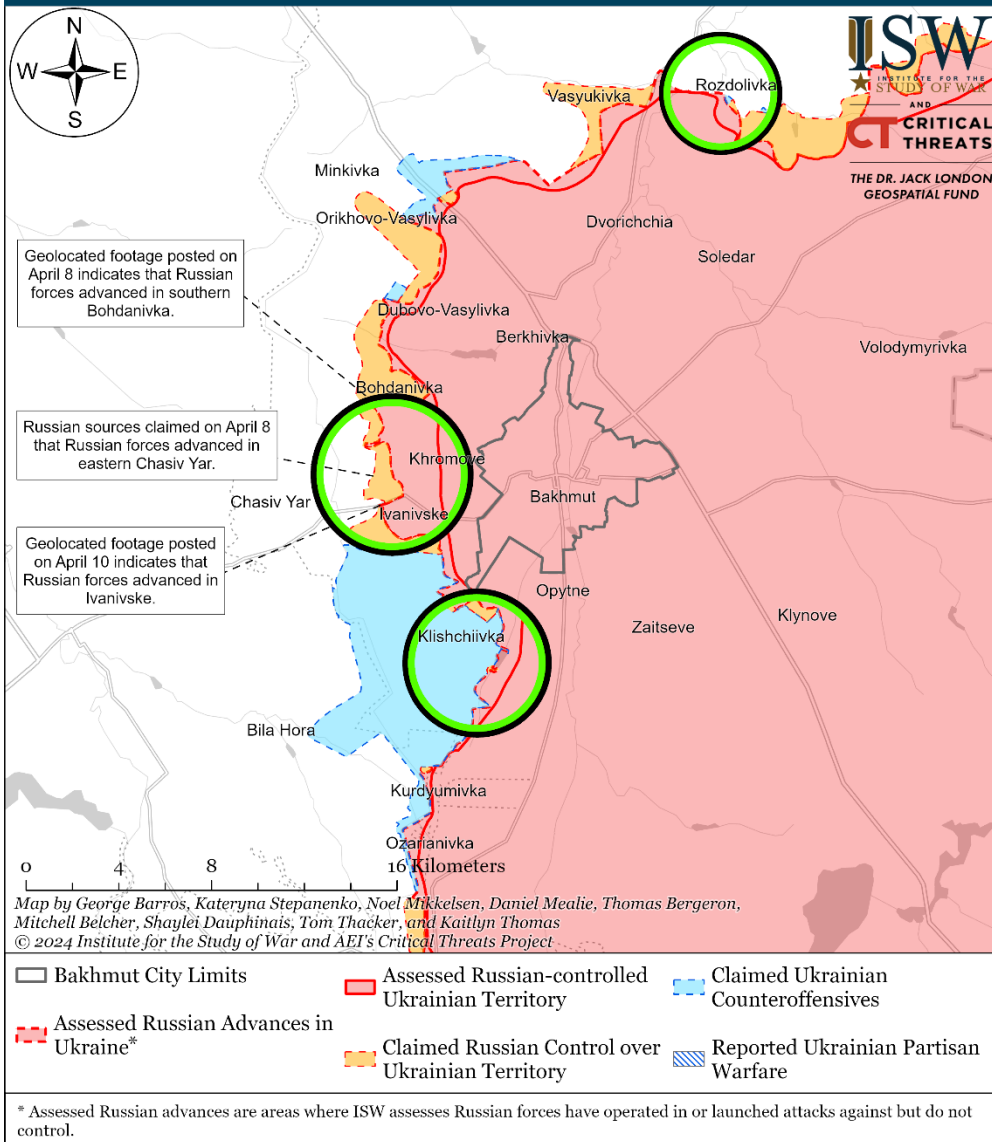 N
W
E
S
ISW
INSTITUTE FOR THE
STUDY OF WAR
AND
CT CRITICAL
THREATS
THE DR. JACK LONDON
GEOSPATIAL FUND
Rozdolivka
Vasyukivka
Minkivka
Orikhovo-Vasylivka
Dvorichchia
Soledar
Geolocated footage posted on
April 8 indicates that Russian
forces advanced in southern
Bohdanivka.
Dubovo-Vasylivka
Berkhivka
Volodymyrivka
Bohdanivka
Russian sources claimed on April 8
that Russian forces advanced in
eastern Chasiv Yar.
Khromove
Chasiv Yar
Bakhmut
Ivanivske
Geolocated footage posted
on April 10 indicates that
Russian forces advanced in
Ivanivske.
Opytne
Klishchiivka
Zaitseve
Klynove
Bila Hora
Kurdyumivka
Ozarianivka
0 4 8 16 Kilometers
Map by George Barros, Kateryna Stepanenko, Noel Mikkelsen, Daniel Mealie, Thomas Bergeron,
Mitchell Belcher, Shaylei Dauphinais, Tom Thacker, and Kaitlyn Thomas
© 2024 Institute for the Study of War and AEI's Critical Threats Project
Bakhmut City Limits
Assessed Russian Advances in
Ukraine*
Assessed Russian-controlled
Ukrainian Territory
Claimed Russian Control over
Ukrainian Territory
Claimed Ukrainian
Counteroffensives
Reported Ukrainian Partisan
Warfare
* Assessed Russian advances are areas where ISW assesses Russian forces have operated in or launched attacks against but do not
control.